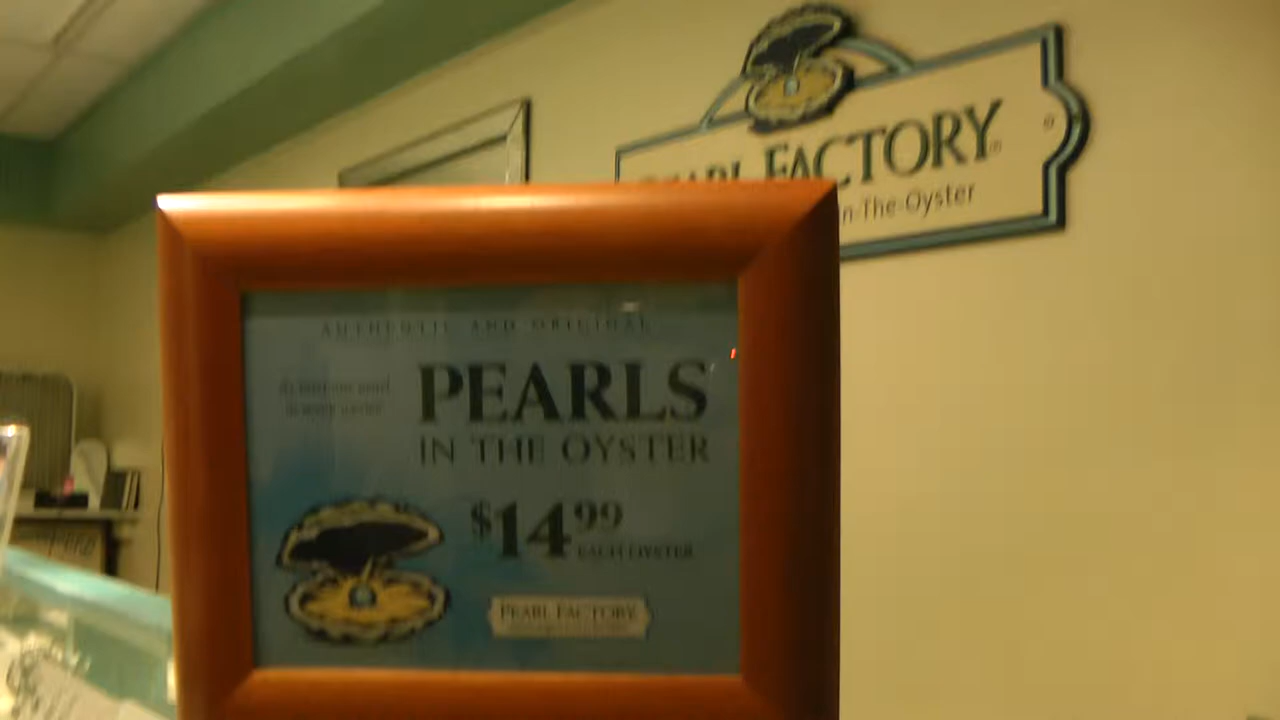 FACTORY
In-The-Oyster
AUTHENTIC AND ORIGINAL
PEARLS
IN THE OYSTER
$14.99
EACH OYSTER
PEARL FACTORY